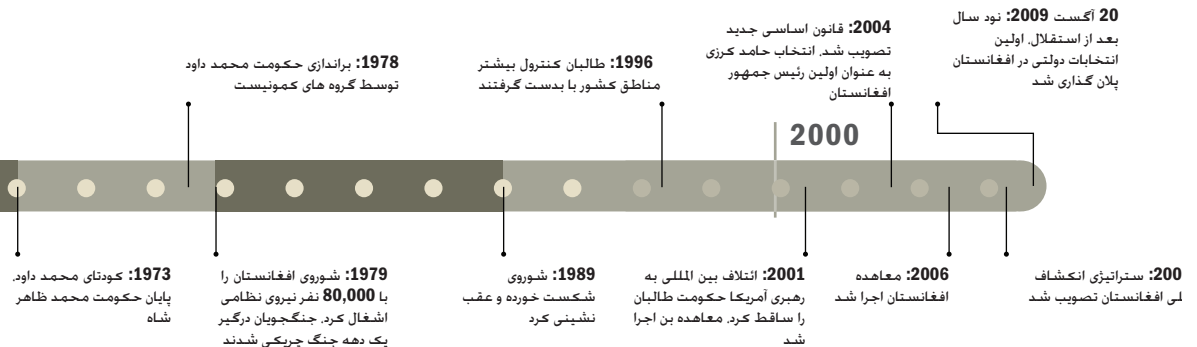 1978: براندازی حکومت محمد داود
توسط گروه های کمونیست
1996: طالبان کنترول بیشتر
مناطق کشور با بدست گرفتند
2004: قانون اساسی جدید
تصویب شد، انتخاب حامد کرزی
به عنوان اولین رئیس جمهور
افغانستان
20 آگست 2009: نود سال
بعد از استقلال، اولین
انتخابات دولتی در افغانستان
پلان گذاری شد
2000
1973: کودتای محمد داود،
پایان حکومت محمد ظاهر
شاه
1979: شوروی افغانستان را
با 80,000 نفر نیروی نظامی
اشغال کرد، جنگجویان درگیر
یک دهه جنگ چریکی شدند
1989: شوروی
شکست خورده و عقب
نشینی کرد
2001: ائتلاف بین المللی به
رهبری آمریکا حکومت طالبان
را ساقط کرد، معاهده بن اجرا
شد
2006: معاهده
افغانستان اجرا شد
200: ستراتیژی انکشاف
لی افغانستان تصویب شد